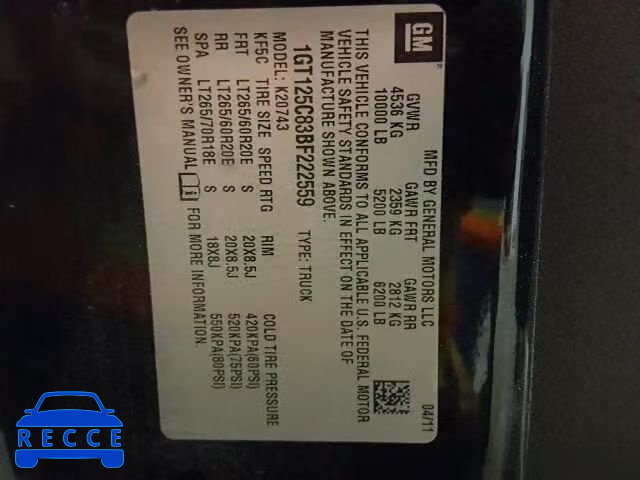 GM
MFD BY GENERAL MOTORS LLC 04/11
GVWR GAWR FRT GAWR RR
4536 KG 2359 KG 2812 KG
10000 LB 5200 LB 6200 LB
THIS VEHICLE CONFORMS TO ALL APPLICABLE U.S. FEDERAL MOTOR
VEHICLE SAFETY STANDARDS IN EFFECT ON THE DATE OF
MANUFACTURE SHOWN ABOVE.
1GT125C83BF222559 TYPE: TRUCK
MODEL: K20743
KF5C TIRE SIZE SPEED RTG RIM COLD TIRE PRESSURE
FRT LT265/60R20E S 20X8.5J 420KPA(60PSI)
RR LT265/60R20E S 20X8.5J 520KPA(75PSI)
SPA LT265/70R18E S 18X8J 550KPA(80PSI)
SEE OWNER'S MANUAL FOR MORE INFORMATION.
RECCE